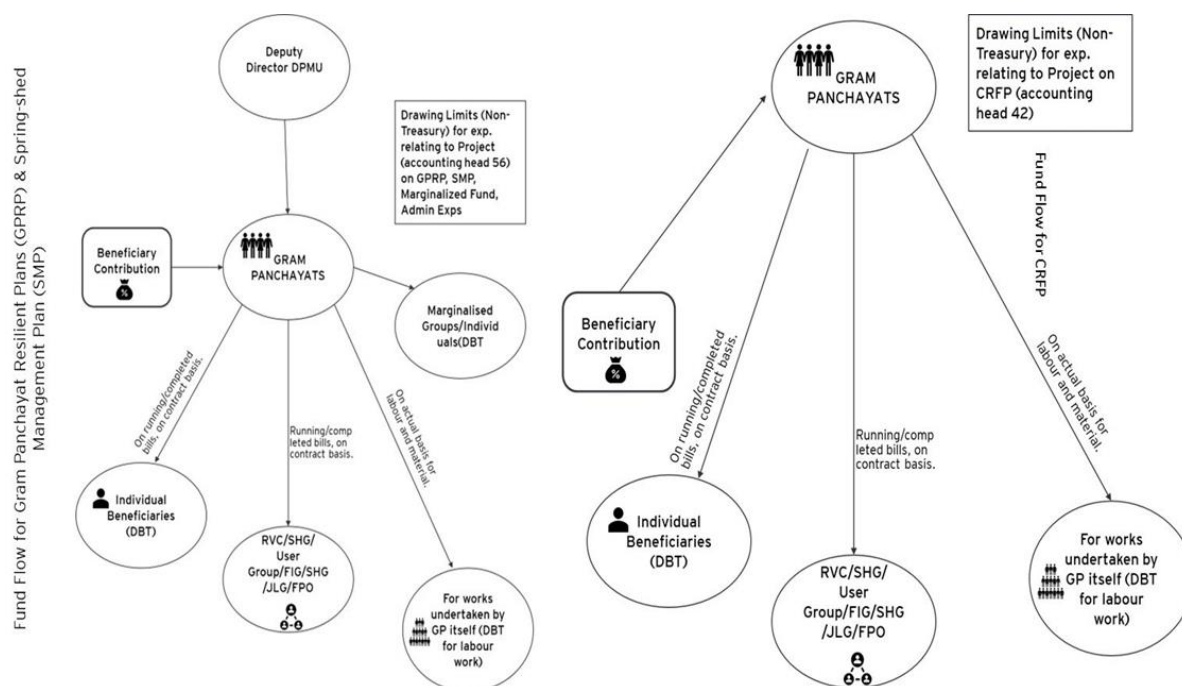 Fund Flow for Gram Panchayat Resilient Plans (GPRP) & Spring-shed
Management Plan (SMP)
Deputy
Director DPMU
Drawing Limits (Non-
Treasury) for exp.
relating to Project
(accounting head 56)
on GPRP, SMP,
Marginalized Fund,
Admin Exps
Beneficiary
Contribution
%
GRAM
PANCHAYATS
Marginalised
Groups/Individ
uals(DBT
On running/completed
bills, on contract basis.
Running/comp
leted bills, on
contract basis.
On actual basis for
labour and material.
Individual
Beneficiaries
(DBT)
RVC/SHG/
User
Group/FIG/SHG
/JLG/FPO
For works
undertaken by
GP itself (DBT
for labour
work)
GRAM
PANCHAYATS
Drawing Limits (Non-
Treasury) for exp.
relating to Project on
CRFP (accounting
head 42)
Fund Flow for CRFP
Beneficiary
Contribution
%
On running/completed
bills, on contract basis.
Running/comp
leted bills, on
contract basis.
On actual basis for
labour and material.
Individual
Beneficiaries
(DBT)
RVC/SHG/
User
Group/FIG/SHG
/JLG/FPO
For works
undertaken by
GP itself (DBT
for labour
work)